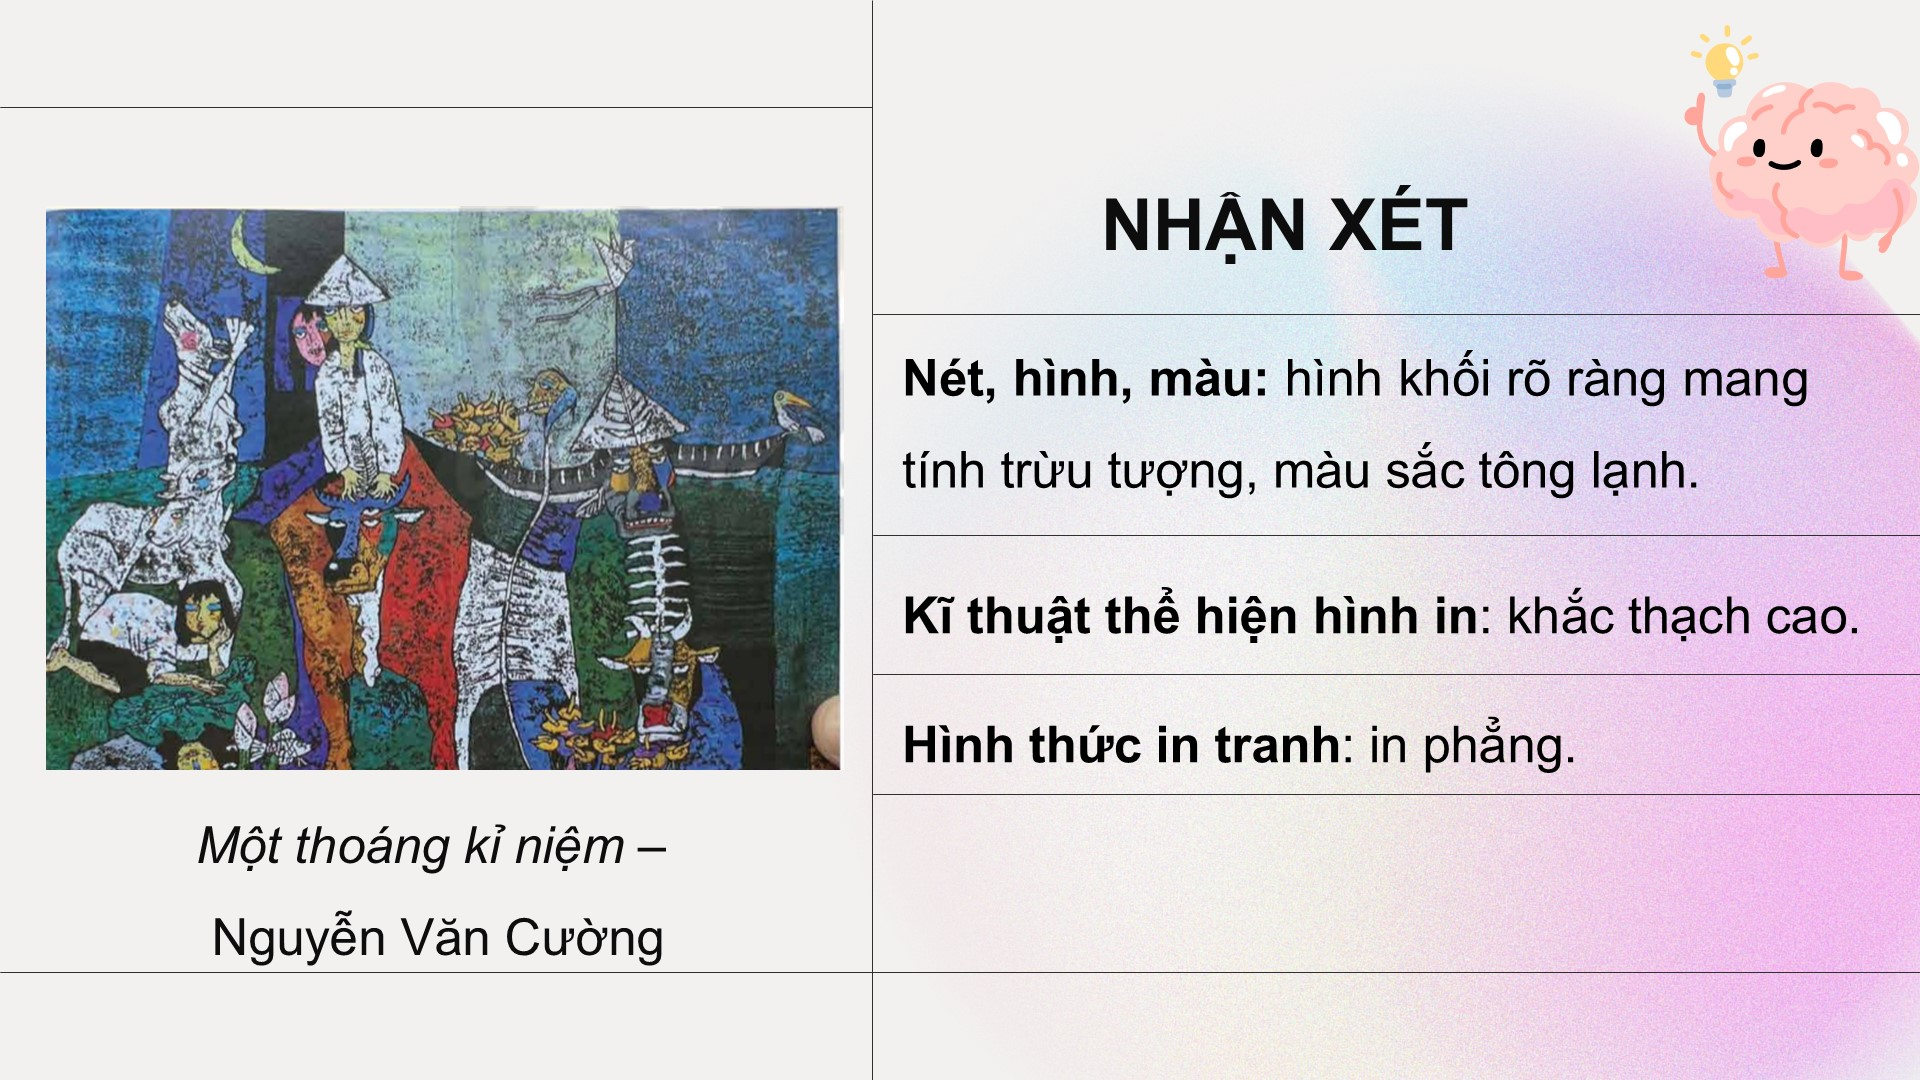 NHẬN XÉT
Nét, hình, màu: hình khối rõ ràng mang
tính trừu tượng, màu sắc tông lạnh.
Kĩ thuật thể hiện hình in: khắc thạch cao.
Hình thức in tranh: in phẳng.
Một thoáng kỉ niệm –
Nguyễn Văn Cường